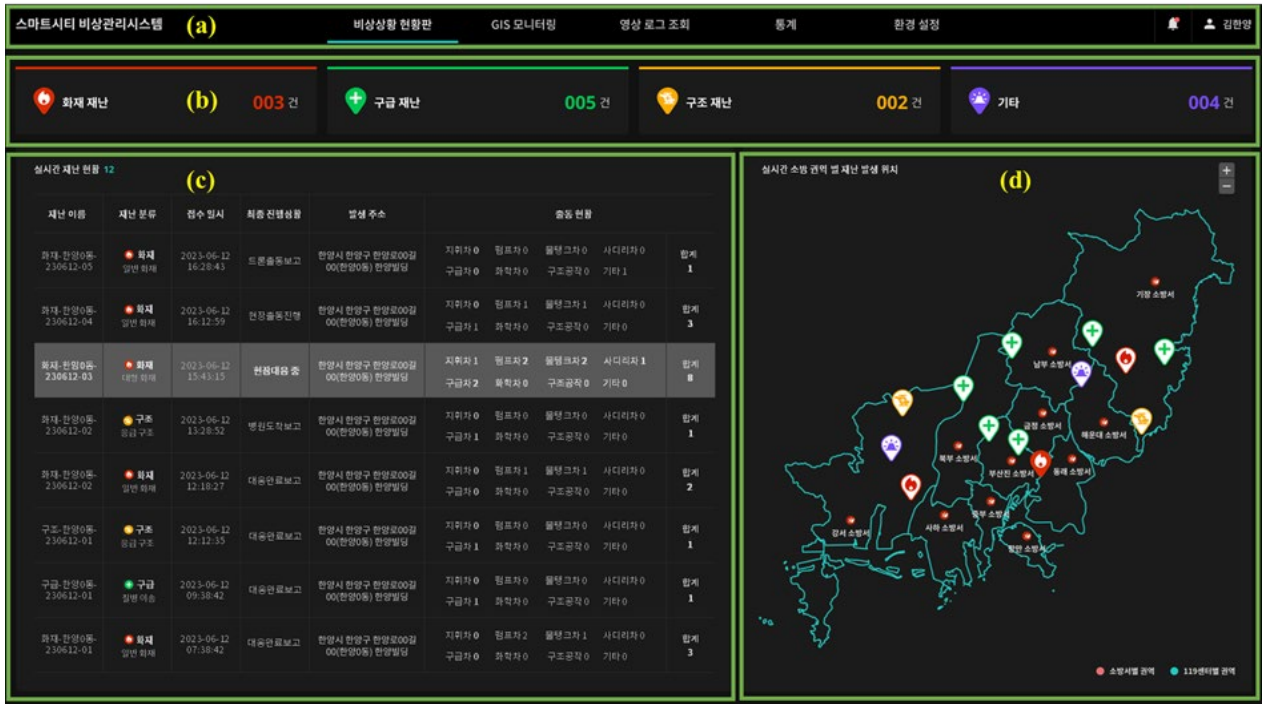 스마트시티 비상관리시스템 (a) 비상상황 현황판 GIS 모니터링 영상 로그 조회 통계 환경 설정 김한양
화재 재난 (b) 003 건 구급 재난 005 건 구조 재난 002 건 기타 004 건
실시간 재난 현황 12 (c)
재난 이름 재난 분류 접수 일시 최종 진행상황 발생 주소 출동 현황
화재-한양0동-230612-05 화재 일반 화재 2023-06-12 16:28:43 드론출동보고 한양시 한양구 한양로00길 00(한양0동) 한양빌딩 지휘차 0 펌프차 0 물탱크차 0 사다리차 0 합계
구급차 0 화학차 0 구조공작 0 기타 1 1
화재-한양0동-230612-04 화재 일반 화재 2023-06-12 16:12:59 현장출동진행 한양시 한양구 한양로00길 00(한양0동) 한양빌딩 지휘차 0 펌프차 1 물탱크차 1 사다리차 0 합계
구급차 1 화학차 0 구조공작 0 기타 0 3
화재-한양0동-230612-03 화재 대형 화재 2023-06-12 15:43:15 현장대응 중 한양시 한양구 한양로00길 00(한양0동) 한양빌딩 지휘차 1 펌프차 2 물탱크차 2 사다리차 1 합계
구급차 2 화학차 0 구조공작 0 기타 0 8
화재-한양0동-230612-02 구조 응급 구조 2023-06-12 13:28:52 병원도착보고 한양시 한양구 한양로00길 00(한양0동) 한양빌딩 지휘차 0 펌프차 0 물탱크차 0 사다리차 0 합계
구급차 1 화학차 0 구조공작 0 기타 0 1
화재-한양0동-230612-02 화재 일반 화재 2023-06-12 12:18:27 대응완료보고 한양시 한양구 한양로00길 00(한양0동) 한양빌딩 지휘차 0 펌프차 1 물탱크차 1 사다리차 0 합계
구급차 0 화학차 0 구조공작 0 기타 0 2
구조-한양0동-230612-01 구조 응급 구조 2023-06-12 12:12:35 대응완료보고 한양시 한양구 한양로00길 00(한양0동) 한양빌딩 지휘차 0 펌프차 0 물탱크차 0 사다리차 0 합계
구급차 1 화학차 0 구조공작 0 기타 0 1
구급-한양0동-230612-01 구급 질병 이송 2023-06-12 09:38:42 대응완료보고 한양시 한양구 한양로00길 00(한양0동) 한양빌딩 지휘차 0 펌프차 0 물탱크차 0 사다리차 0 합계
구급차 1 화학차 0 구조공작 0 기타 0 1
화재-한양0동-230612-01 화재 일반 화재 2023-06-12 07:38:42 대응완료보고 한양시 한양구 한양로00길 00(한양0동) 한양빌딩 지휘차 0 펌프차 2 물탱크차 1 사다리차 0 합계
구급차 0 화학차 0 구조공작 0 기타 0 3
실시간 소방 권역 별 재난 발생 위치 (d) + −
기장 소방서
남부 소방서
금정 소방서
해운대 소방서
북부 소방서
부산진 소방서
동래 소방서
중부 소방서
사하 소방서
강서 소방서
항만 소방서
소방서별 권역 119센터별 권역